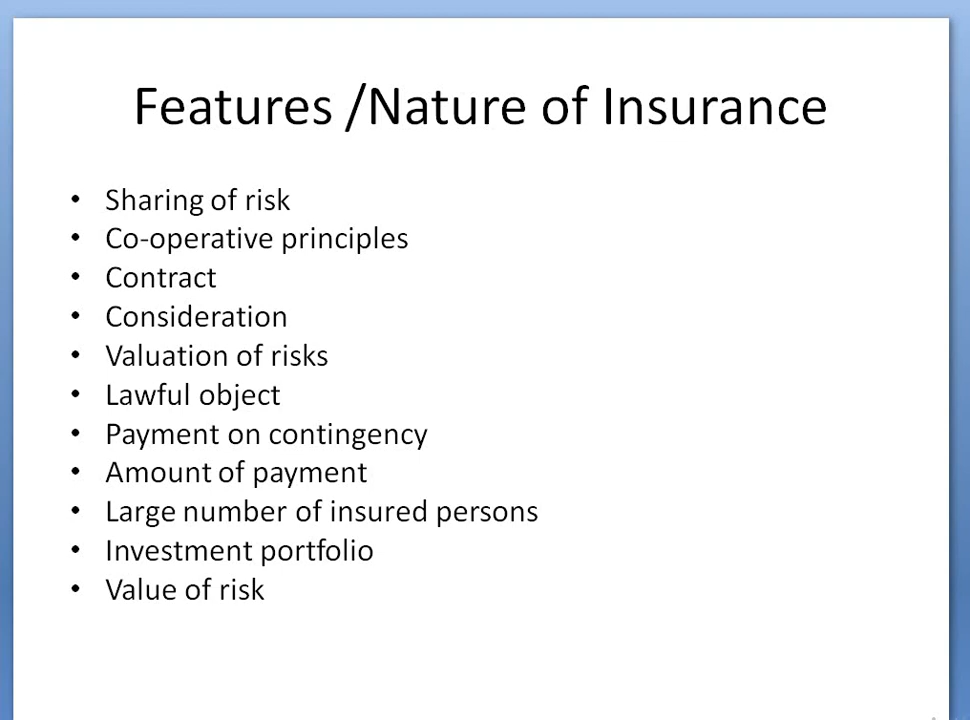 Features /Nature of Insurance
• Sharing of risk
• Co-operative principles
• Contract
• Consideration
• Valuation of risks
• Lawful object
• Payment on contingency
• Amount of payment
• Large number of insured persons
• Investment portfolio
• Value of risk